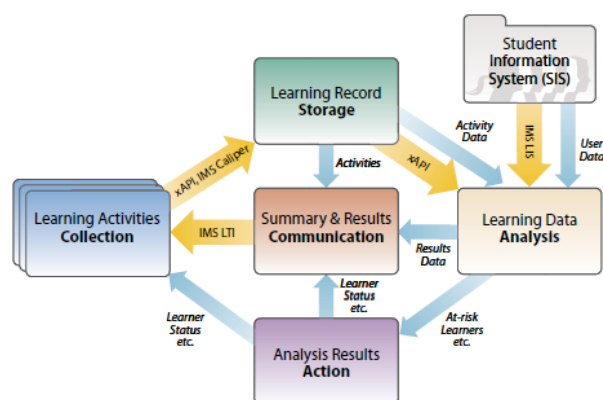 Student
Information
System (SIS)
Learning Record
Storage
Activity
Data
IMS LIS
User
Data
xAPI, IMS Caliper
Activities
xAPI
Learning Activities
Collection
IMS LTI
Summary & Results
Communication
Results
Data
Learning Data
Analysis
Learner
Status
etc.
Learner
Status
etc.
At-risk
Learners
etc.
Analysis Results
Action